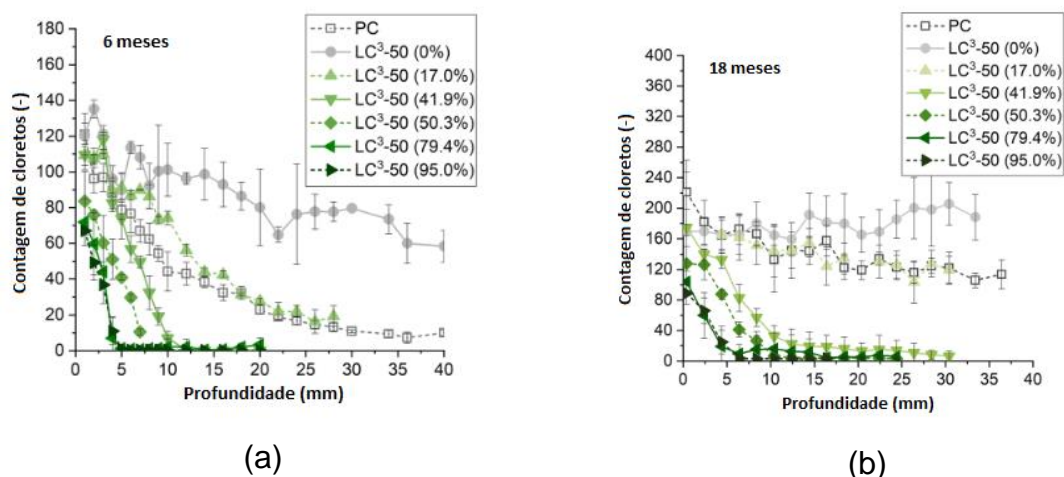 6 meses
PC
LC³-50 (0%)
LC³-50 (17.0%)
LC³-50 (41.9%)
LC³-50 (50.3%)
LC³-50 (79.4%)
LC³-50 (95.0%)
Contagem de cloretos (-)
180
160
140
120
100
80
60
40
20
0
0 5 10 15 20 25 30 35 40
Profundidade (mm)
(a)
18 meses
PC
LC³-50 (0%)
LC³-50 (17.0%)
LC³-50 (41.9%)
LC³-50 (50.3%)
LC³-50 (79.4%)
LC³-50 (95.0%)
Contagem de cloretos (-)
400
360
320
280
240
200
160
120
80
40
0
0 5 10 15 20 25 30 35 40
Profundidade (mm)
(b)